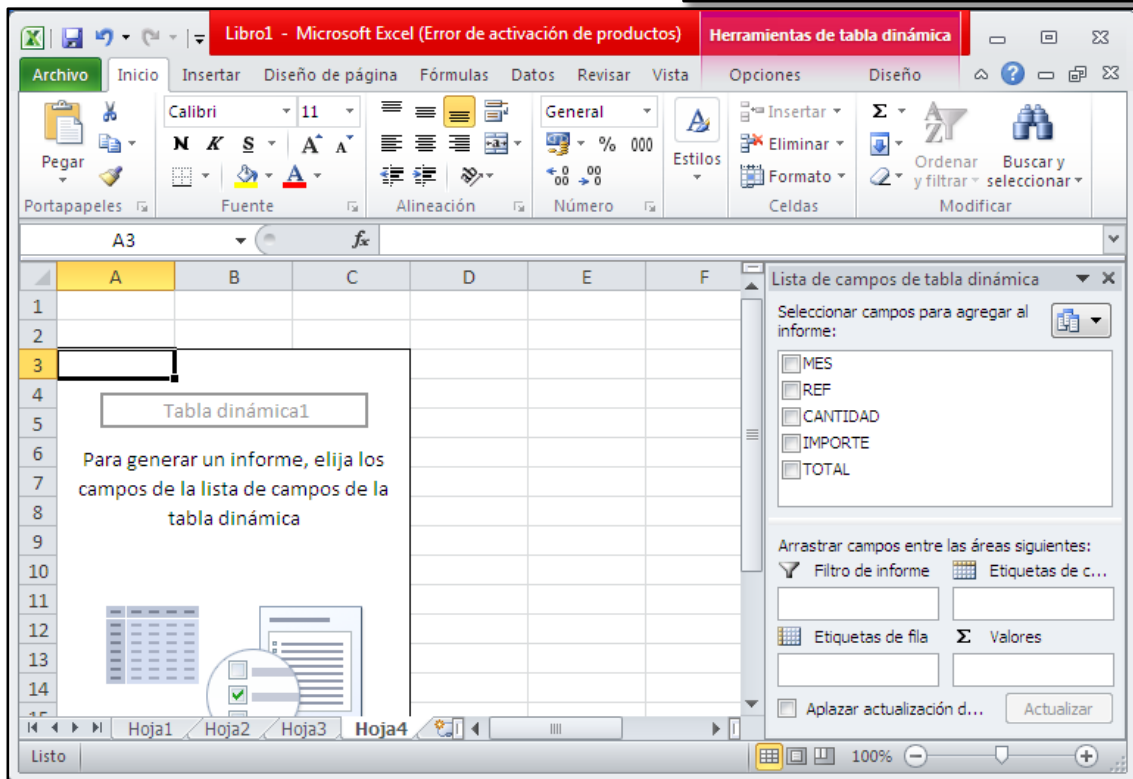 Libro1 - Microsoft Excel (Error de activación de productos)
Herramientas de tabla dinámica
Archivo Inicio Insertar Diseño de página Fórmulas Datos Revisar Vista Opciones Diseño
Calibri 11 General Insertar Σ
Pegar N K S A A % 000 Estilos Eliminar Ordenar y filtrar Buscar y seleccionar
A Formato
Portapapeles Fuente Alineación Número Celdas Modificar
A3 fx
A B C D E F
1
2
3
4
5
6
7
8
9
10
11
12
13
14
15
Tabla dinámica1
Para generar un informe, elija los
campos de la lista de campos de la
tabla dinámica
Lista de campos de tabla dinámica
Seleccionar campos para agregar al
informe:
MES
REF
CANTIDAD
IMPORTE
TOTAL
Arrastrar campos entre las áreas siguientes:
Filtro de informe Etiquetas de c...
Etiquetas de fila Σ Valores
Aplazar actualización d... Actualizar
Hoja1 Hoja2 Hoja3 Hoja4
Listo 100%